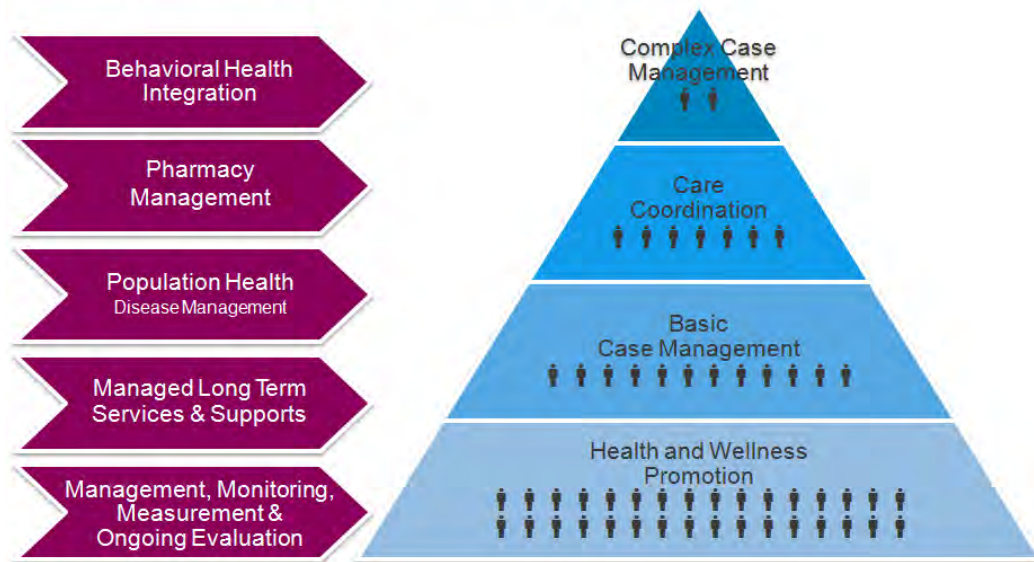 Behavioral Health
Integration
Pharmacy
Management
Population Health
Disease Management
Managed Long Term
Services & Supports
Management, Monitoring,
Measurement &
Ongoing Evaluation
Complex Case
Management
Care
Coordination
Basic
Case Management
Health and Wellness
Promotion